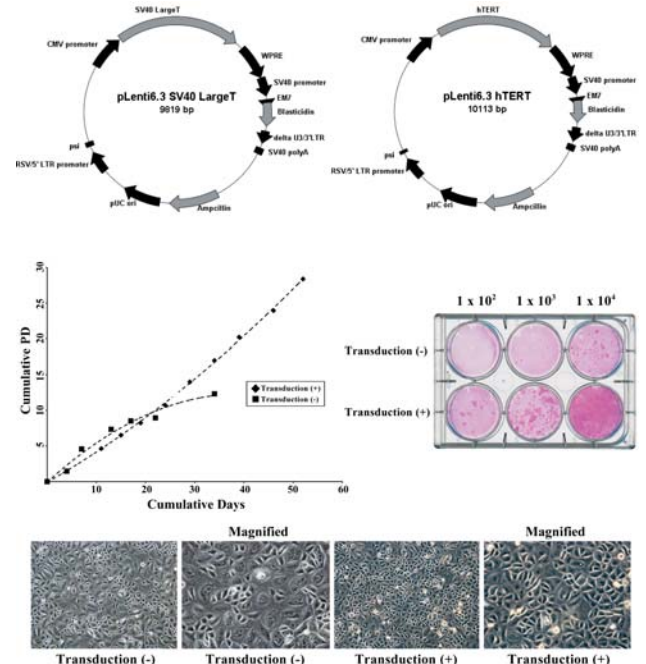 SV40 LargeT
CMV promoter
WPRE
SV40 promoter
EM7
Blasticidin
delta U3/3'LTR
SV40 polyA
Ampcillin
pUC ori
RSV/5' LTR promoter
psi
pLenti6.3 SV40 LargeT
9819 bp
hTERT
CMV promoter
WPRE
SV40 promoter
EM7
Blasticidin
delta U3/3'LTR
SV40 polyA
Ampcillin
pUC ori
RSV/5' LTR promoter
psi
pLenti6.3 hTERT
10113 bp
Cumulative PD
30
25
20
15
10
5
0
10
20
30
40
50
60
Cumulative Days
Transduction (+)
Transduction (-)
1 x 10² 1 x 10³ 1 x 10⁴
Transduction (-)
Transduction (+)
Magnified
Magnified
Transduction (-)
Transduction (-)
Transduction (+)
Transduction (+)